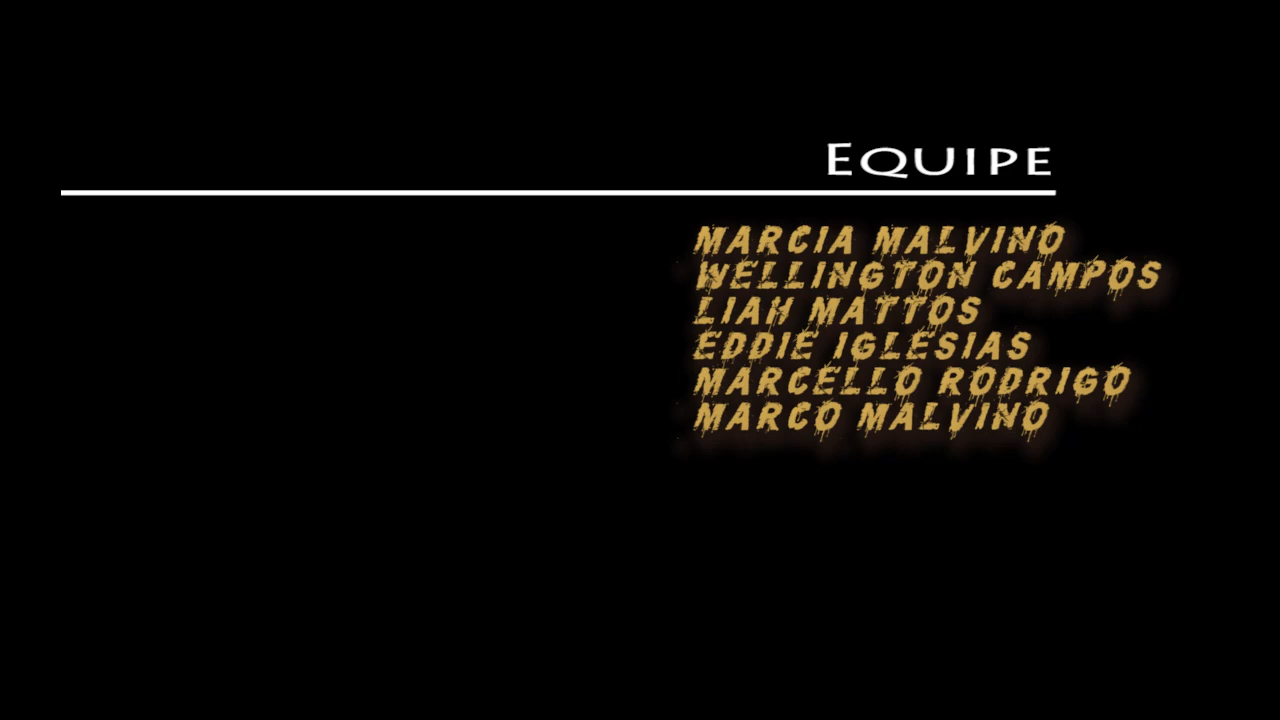 EQUIPE
MARCIA MALVINO
WELLINGTON CAMPOS
LIAH MATTOS
EDDIE IGLESIAS
MARCELLO RODRIGO
MARCO MALVINO